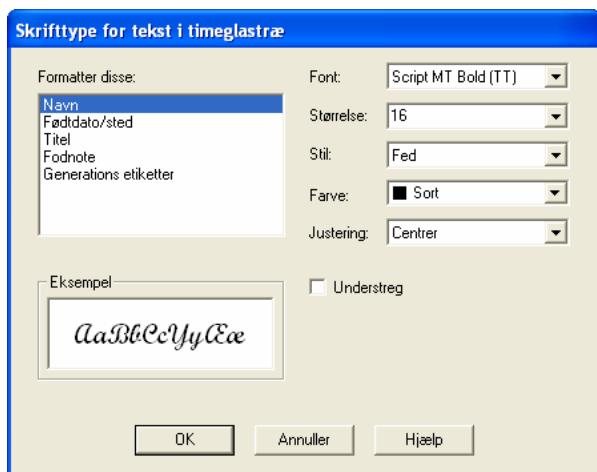 Skrifttype for tekst i timeglastræ
Formatter disse:
Navn
Fødtdato/sted
Titel
Fodnote
Generations etiketter
Font: Script MT Bold (TT)
Størrelse: 16
Stil: Fed
Farve: Sort
Justering: Centrer
Eksempel
AaBbCcYyÆæ
Understreg
OK Annuller Hjælp